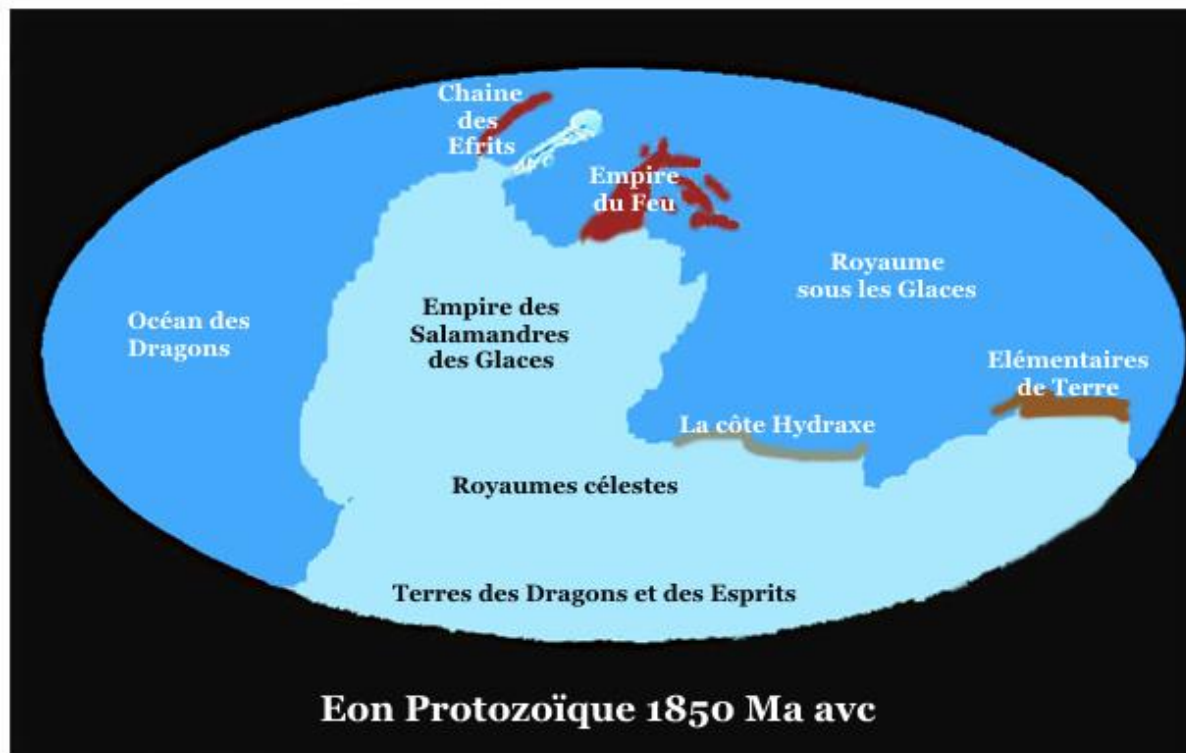 Chaine
des
Efrits
Empire
du Feu
Royaume
sous les Glaces
Empire des
Salamandres
des Glaces
Océan des
Dragons
Elémentaires
de Terre
La côte Hydraxe
Royaumes célestes
Terres des Dragons et des Esprits
Eon Protozoïque 1850 Ma avc